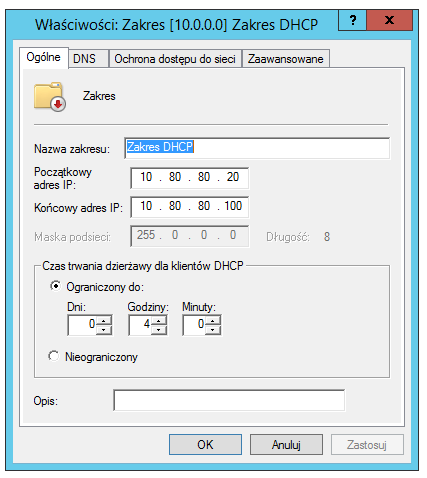 Właściwości: Zakres [10.0.0.0] Zakres DHCP ? x
Ogólne DNS Ochrona dostępu do sieci Zaawansowane
Zakres
Nazwa zakresu: Zakres DHCP
Początkowy
adres IP: 10 . 80 . 80 . 20
Końcowy adres IP: 10 . 80 . 80 . 100
Maska podsieci: 255 . 0 . 0 . 0 Długość: 8
Czas trwania dzierżawy dla klientów DHCP
Ograniczony do:
Dni: Godziny: Minuty:
0 4 0
Nieograniczony
Opis:
OK Anuluj Zastosuj